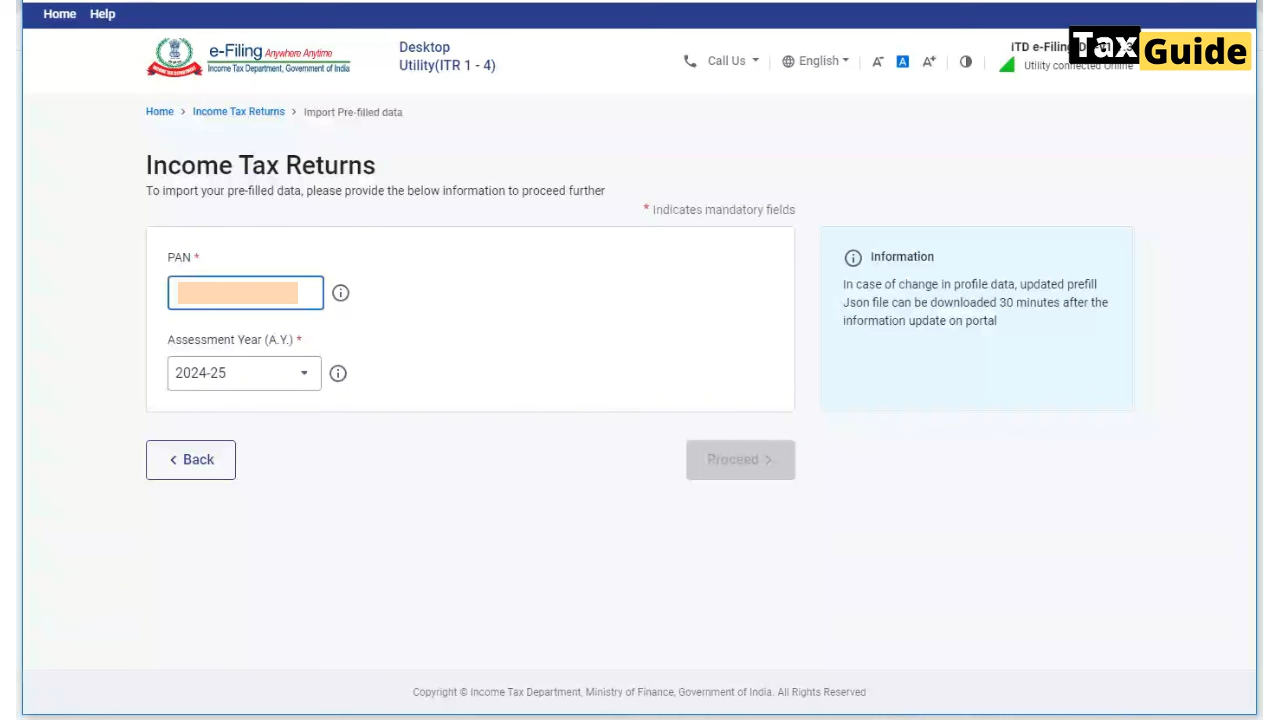 Home Help
e-Filing Anywhere Anytime
Income Tax Department, Government of India
Desktop
Utility(ITR 1 - 4)
Call Us
English
A-
A
A+
ITD e-Filing
Utility connected Online
Tax Guide
Home > Income Tax Returns > Import Pre-filled data
Income Tax Returns
To import your pre-filled data, please provide the below information to proceed further
* Indicates mandatory fields
PAN *
Assessment Year (A.Y.) *
2024-25
Information
In case of change in profile data, updated prefill
Json file can be downloaded 30 minutes after the
information update on portal
< Back
Proceed >
Copyright © Income Tax Department, Ministry of Finance, Government of India. All Rights Reserved